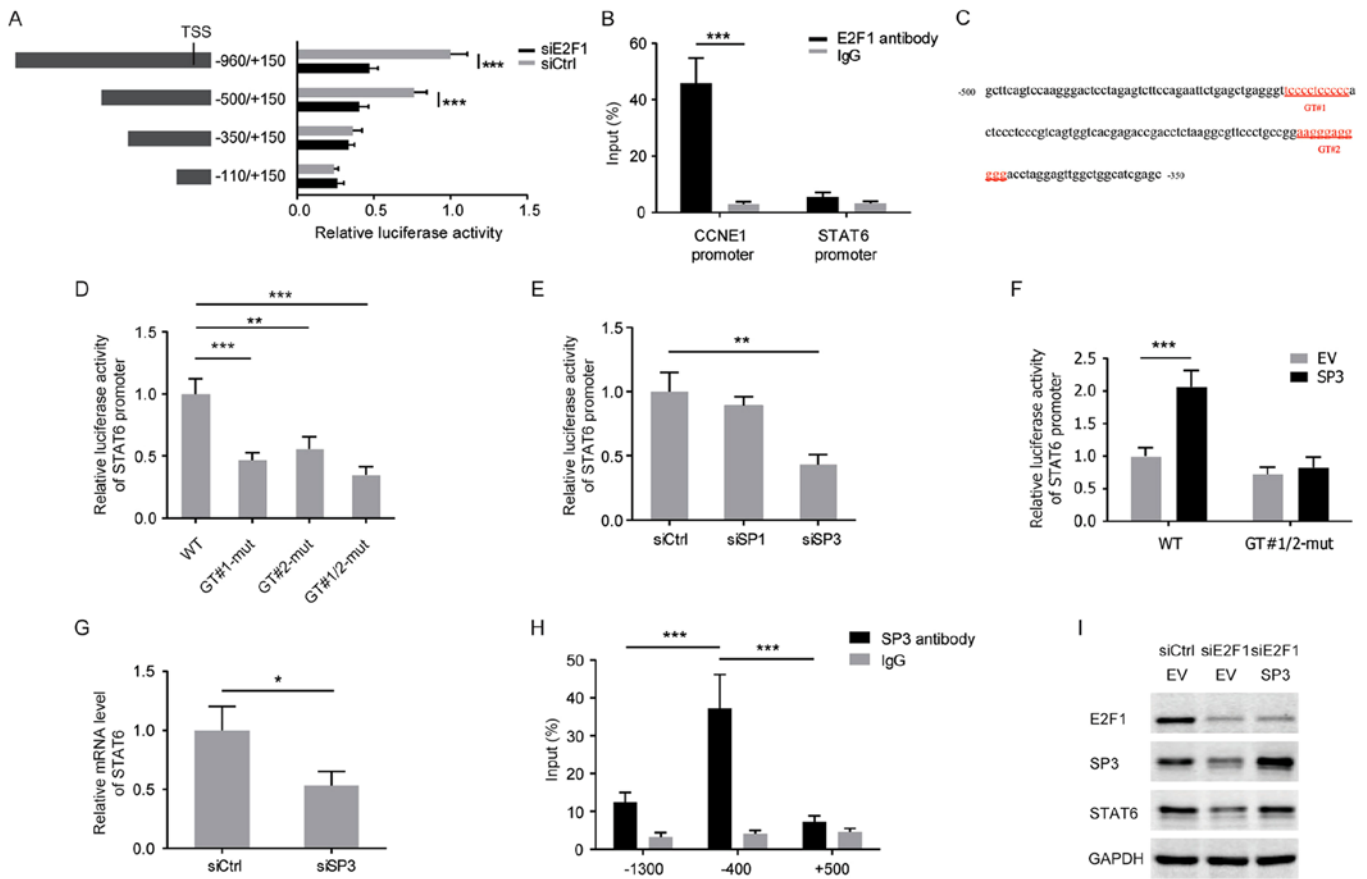 A
TSS
-960/+150
-500/+150
-350/+150
-110/+150
siE2F1
siCtrl
***
***
0.0 0.5 1.0 1.5
Relative luciferase activity
B
Input (%)
60
40
20
0
***
E2F1 antibody
IgG
CCNE1 promoter
STAT6 promoter
C
-500 gcttcagtccaagggactcctagagtcttccagaattctgagctgagggttcccctccccca
GT#1
ctccctcccgtcagtggtcacgagaccgacctctaaggcgttccctgccggaagggagg
GT#2
gggacctaggagttggctggcatcgagc -350
D
Relative luciferase activity of STAT6 promoter
1.5
1.0
0.5
0.0
***
**
***
WT
GT#1-mut
GT#2-mut
GT#1/2-mut
E
Relative luciferase activity of STAT6 promoter
1.5
1.0
0.5
0.0
**
siCtrl siSP1 siSP3
F
Relative luciferase activity of STAT6 promoter
2.5
2.0
1.5
1.0
0.5
0.0
***
EV
SP3
WT GT#1/2-mut
G
Relative mRNA level of STAT6
1.5
1.0
0.5
0.0
*
siCtrl siSP3
H
Input (%)
50
40
30
20
10
0
*** ***
SP3 antibody
IgG
-1300 -400 +500
I
siCtrl siE2F1 siE2F1
EV EV SP3
E2F1
SP3
STAT6
GAPDH